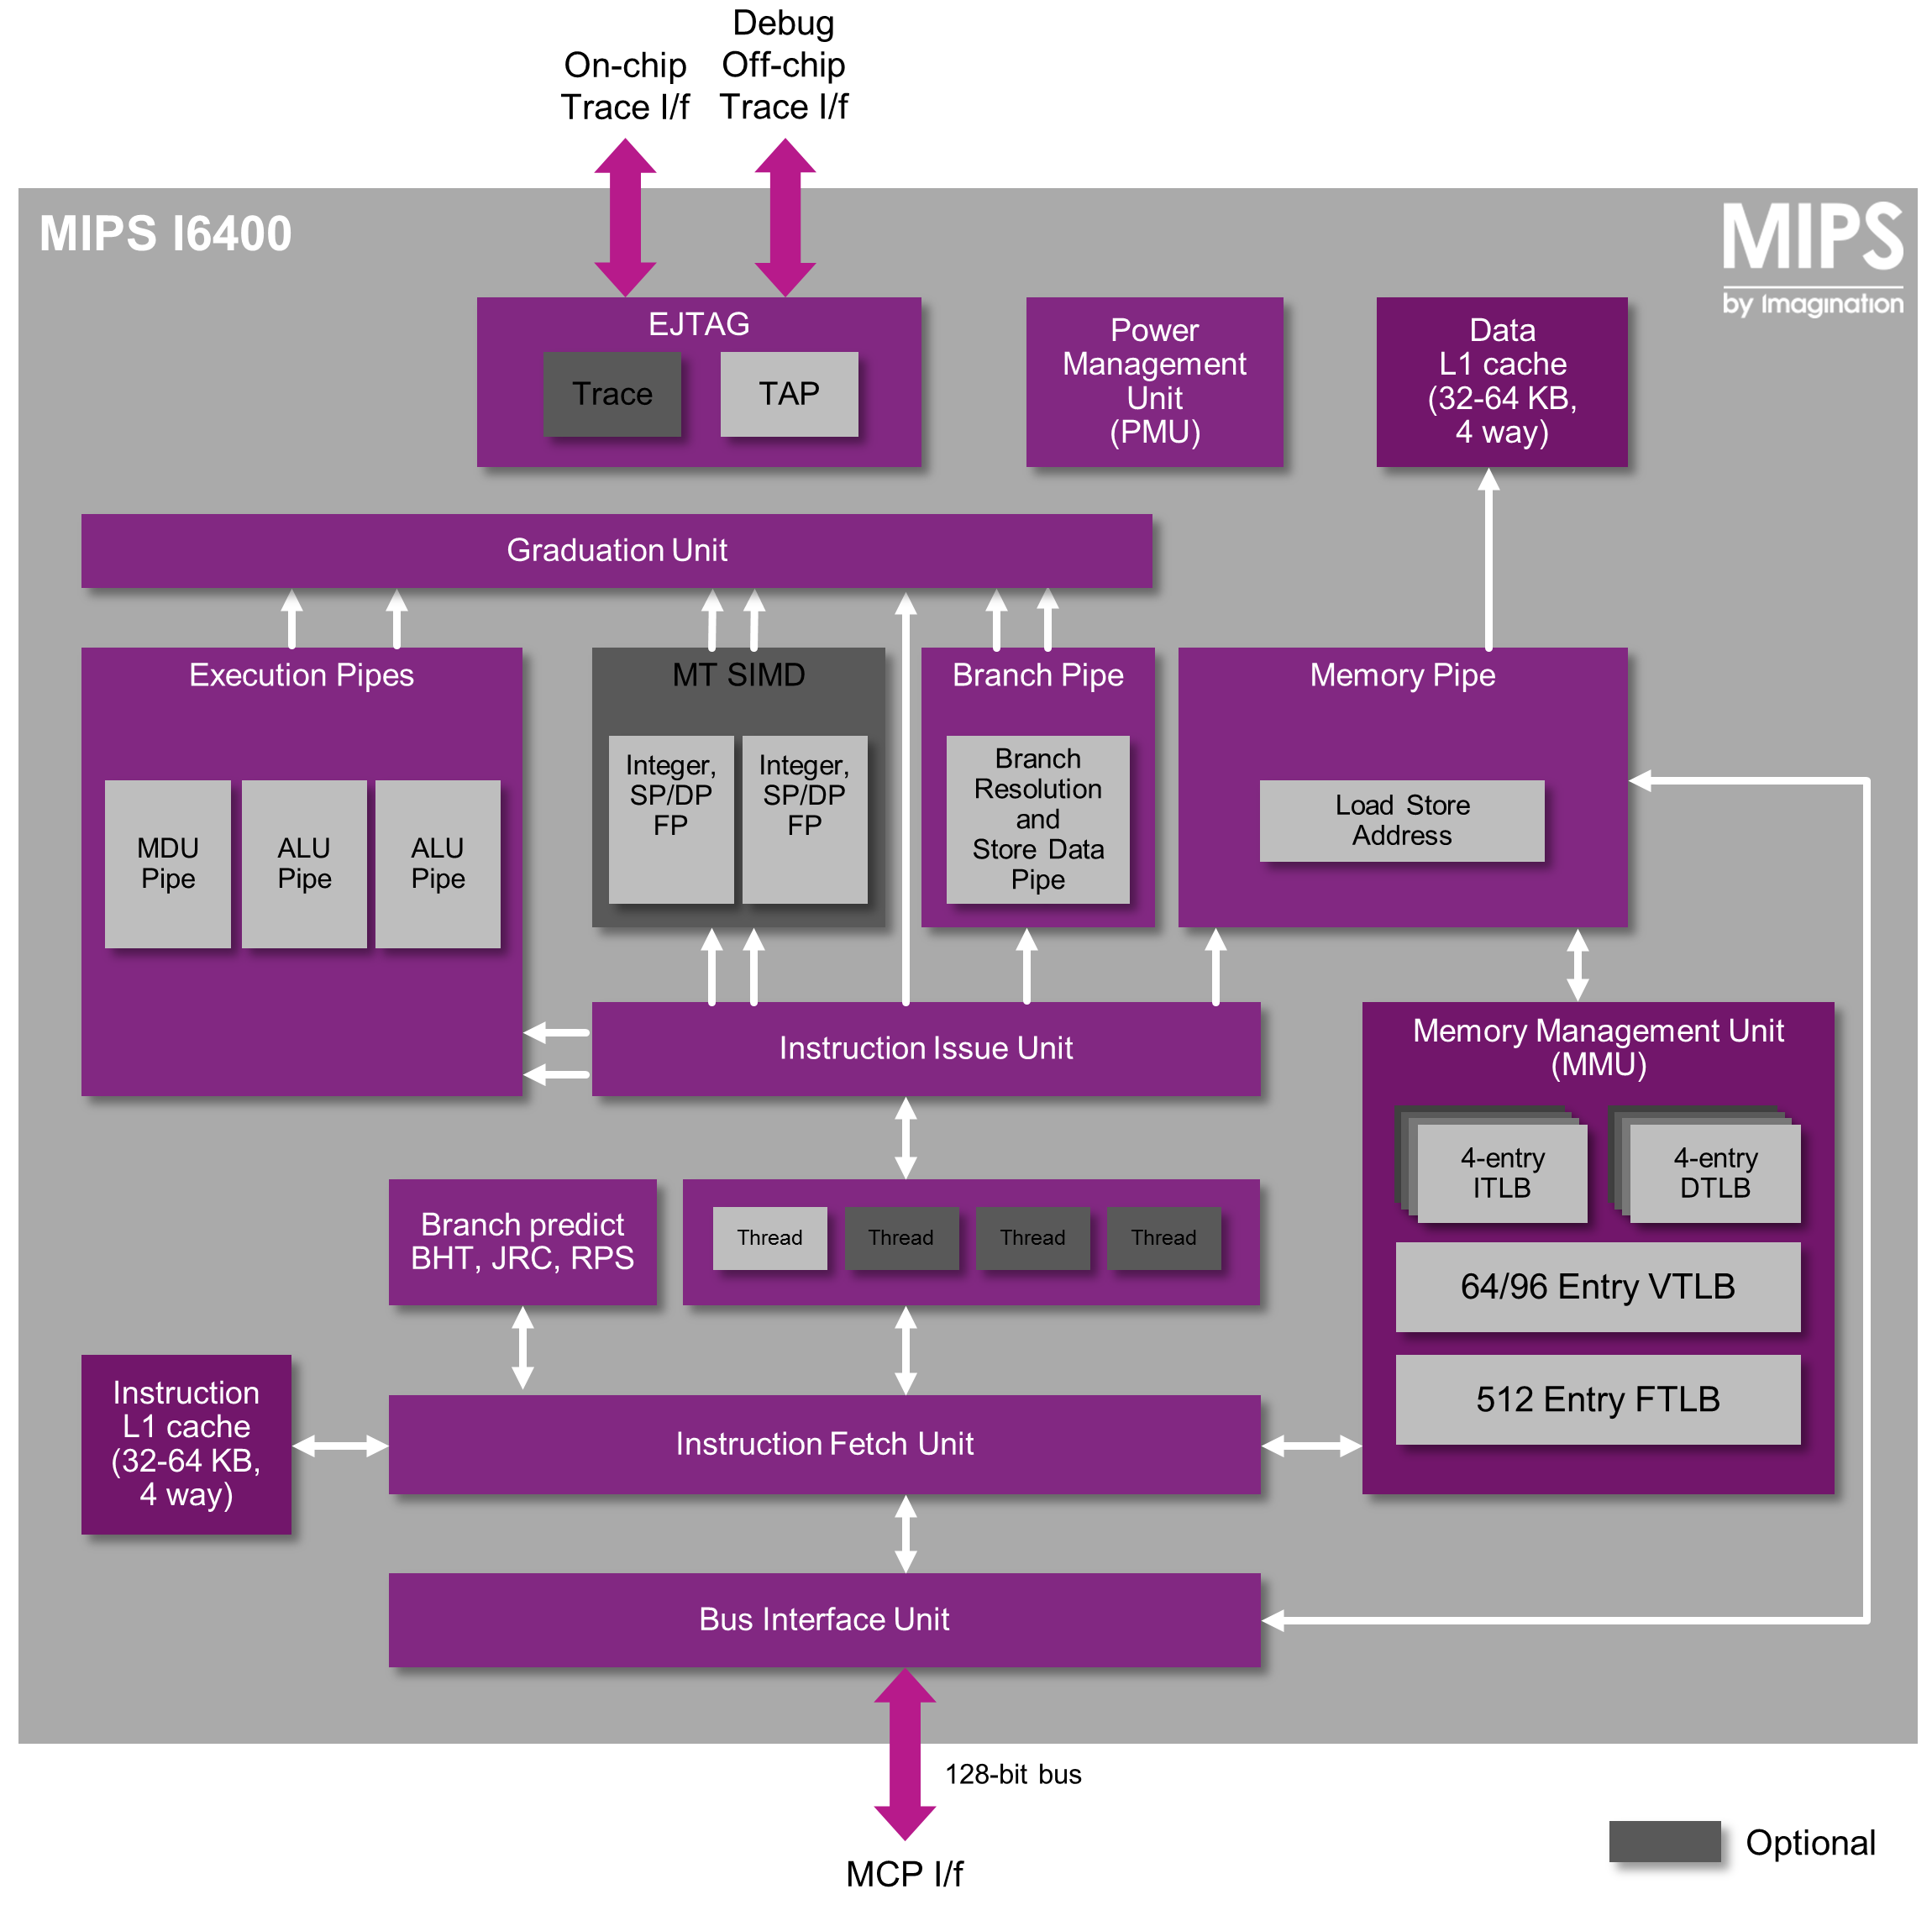 On-chip
Trace I/f
Debug
Off-chip
Trace I/f
MIPS I6400
MIPS
by Imagination
EJTAG
Trace
TAP
Power
Management
Unit
(PMU)
Data
L1 cache
(32-64 KB,
4 way)
Graduation Unit
Execution Pipes
MDU
Pipe
ALU
Pipe
ALU
Pipe
MT SIMD
Integer,
SP/DP
FP
Integer,
SP/DP
FP
Branch Pipe
Branch
Resolution
and
Store Data
Pipe
Memory Pipe
Load Store
Address
Instruction Issue Unit
Memory Management Unit
(MMU)
4-entry
ITLB
4-entry
DTLB
64/96 Entry VTLB
512 Entry FTLB
Branch predict
BHT, JRC, RPS
Thread
Thread
Thread
Thread
Instruction
L1 cache
(32-64 KB,
4 way)
Instruction Fetch Unit
Bus Interface Unit
128-bit bus
MCP I/f
Optional